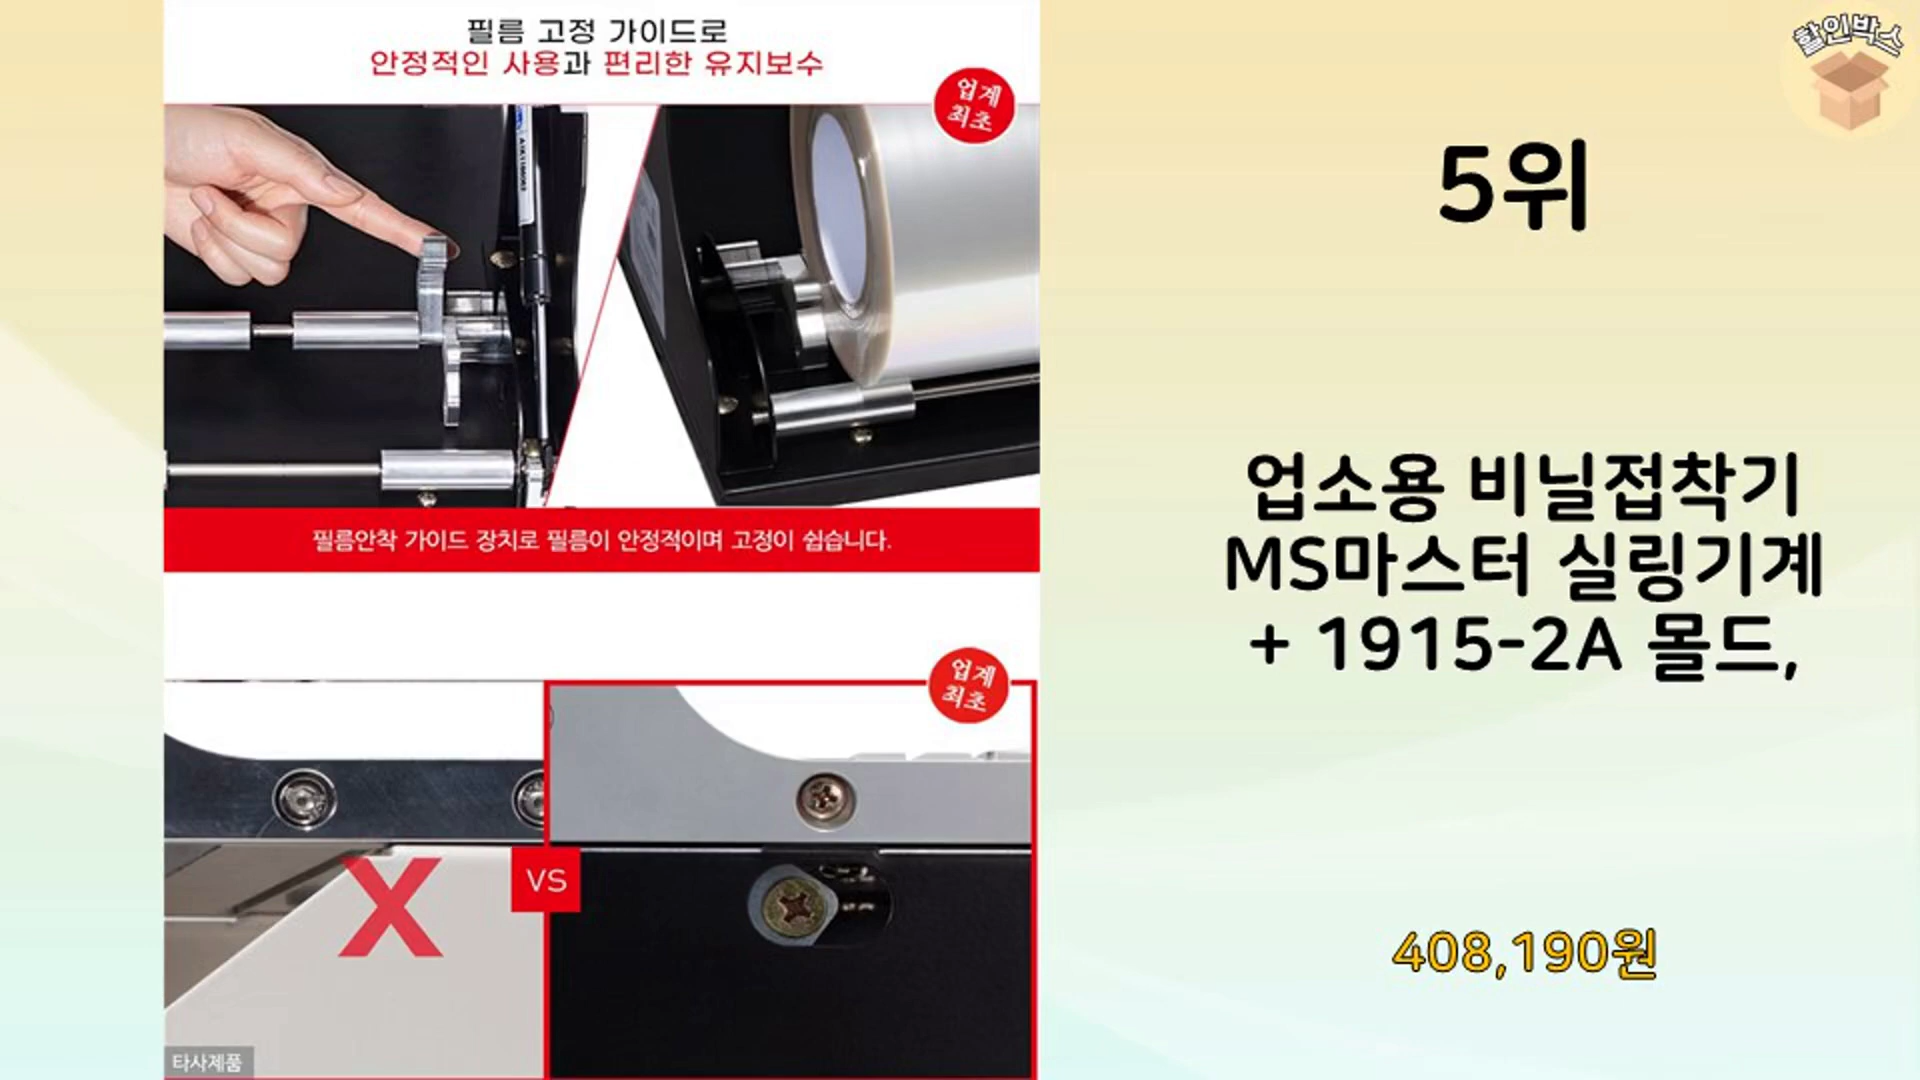 필름 고정 가이드로
안정적인 사용과 편리한 유지보수
업계
최초
필름안착 가이드 장치로 필름이 안정적이며 고정이 쉽습니다.
업계
최초
X
VS
타사제품
할인박스
5위
업소용 비닐접착기
MS마스터 실링기계
+ 1915-2A 몰드,
408,190원